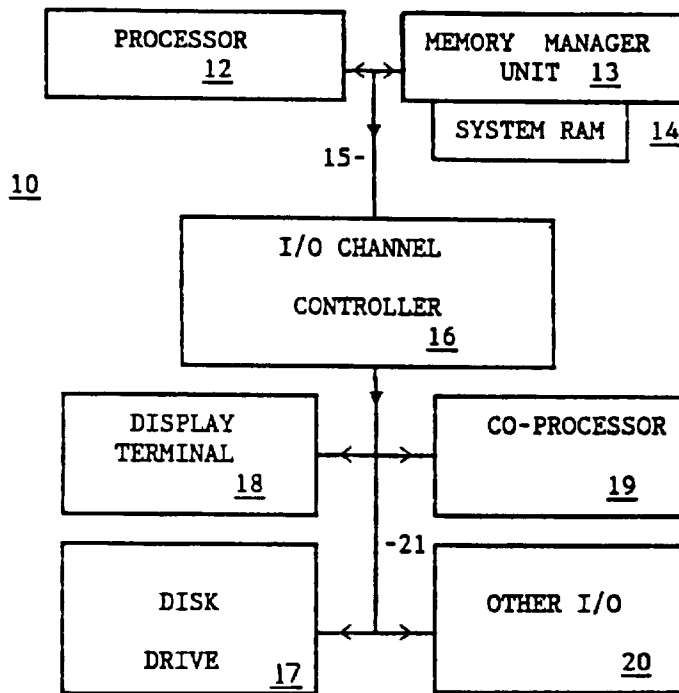 PROCESSOR
12
MEMORY MANAGER
UNIT 13
SYSTEM RAM
14
15-
10
I/O CHANNEL
CONTROLLER
16
DISPLAY
TERMINAL
18
CO-PROCESSOR
19
-21
DISK
DRIVE
17
OTHER I/O
20